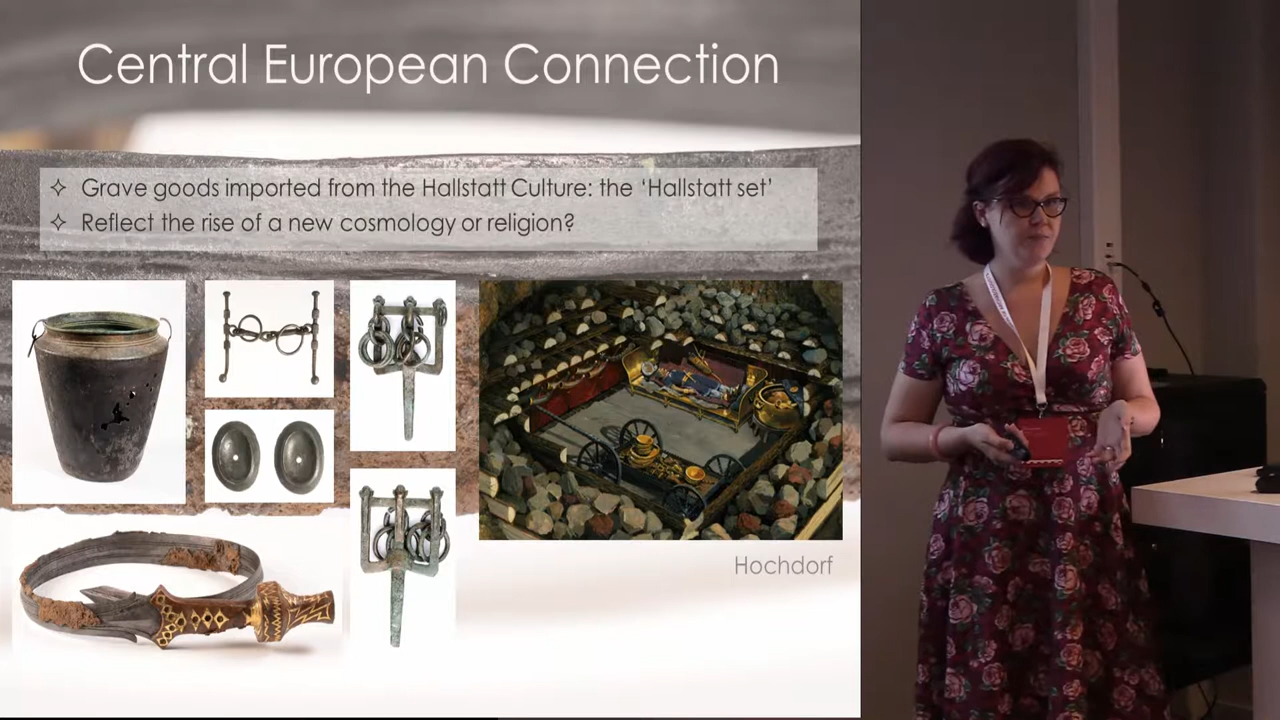 Central European Connection
✧ Grave goods imported from the Hallstatt Culture: the ‘Hallstatt set’
✧ Reflect the rise of a new cosmology or religion?
Hochdorf